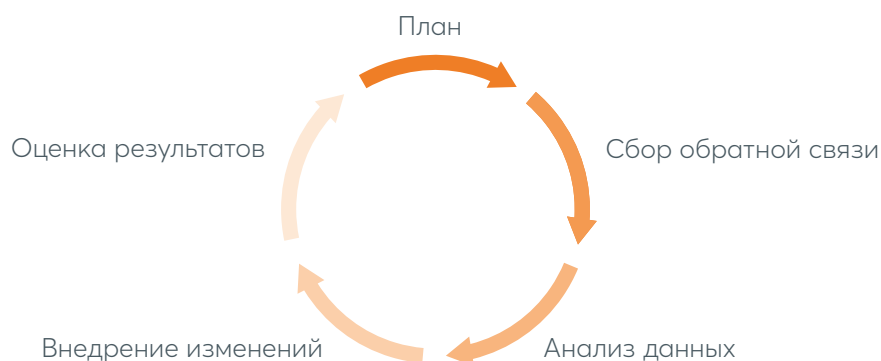 План
Сбор обратной связи
Анализ данных
Внедрение изменений
Оценка результатов